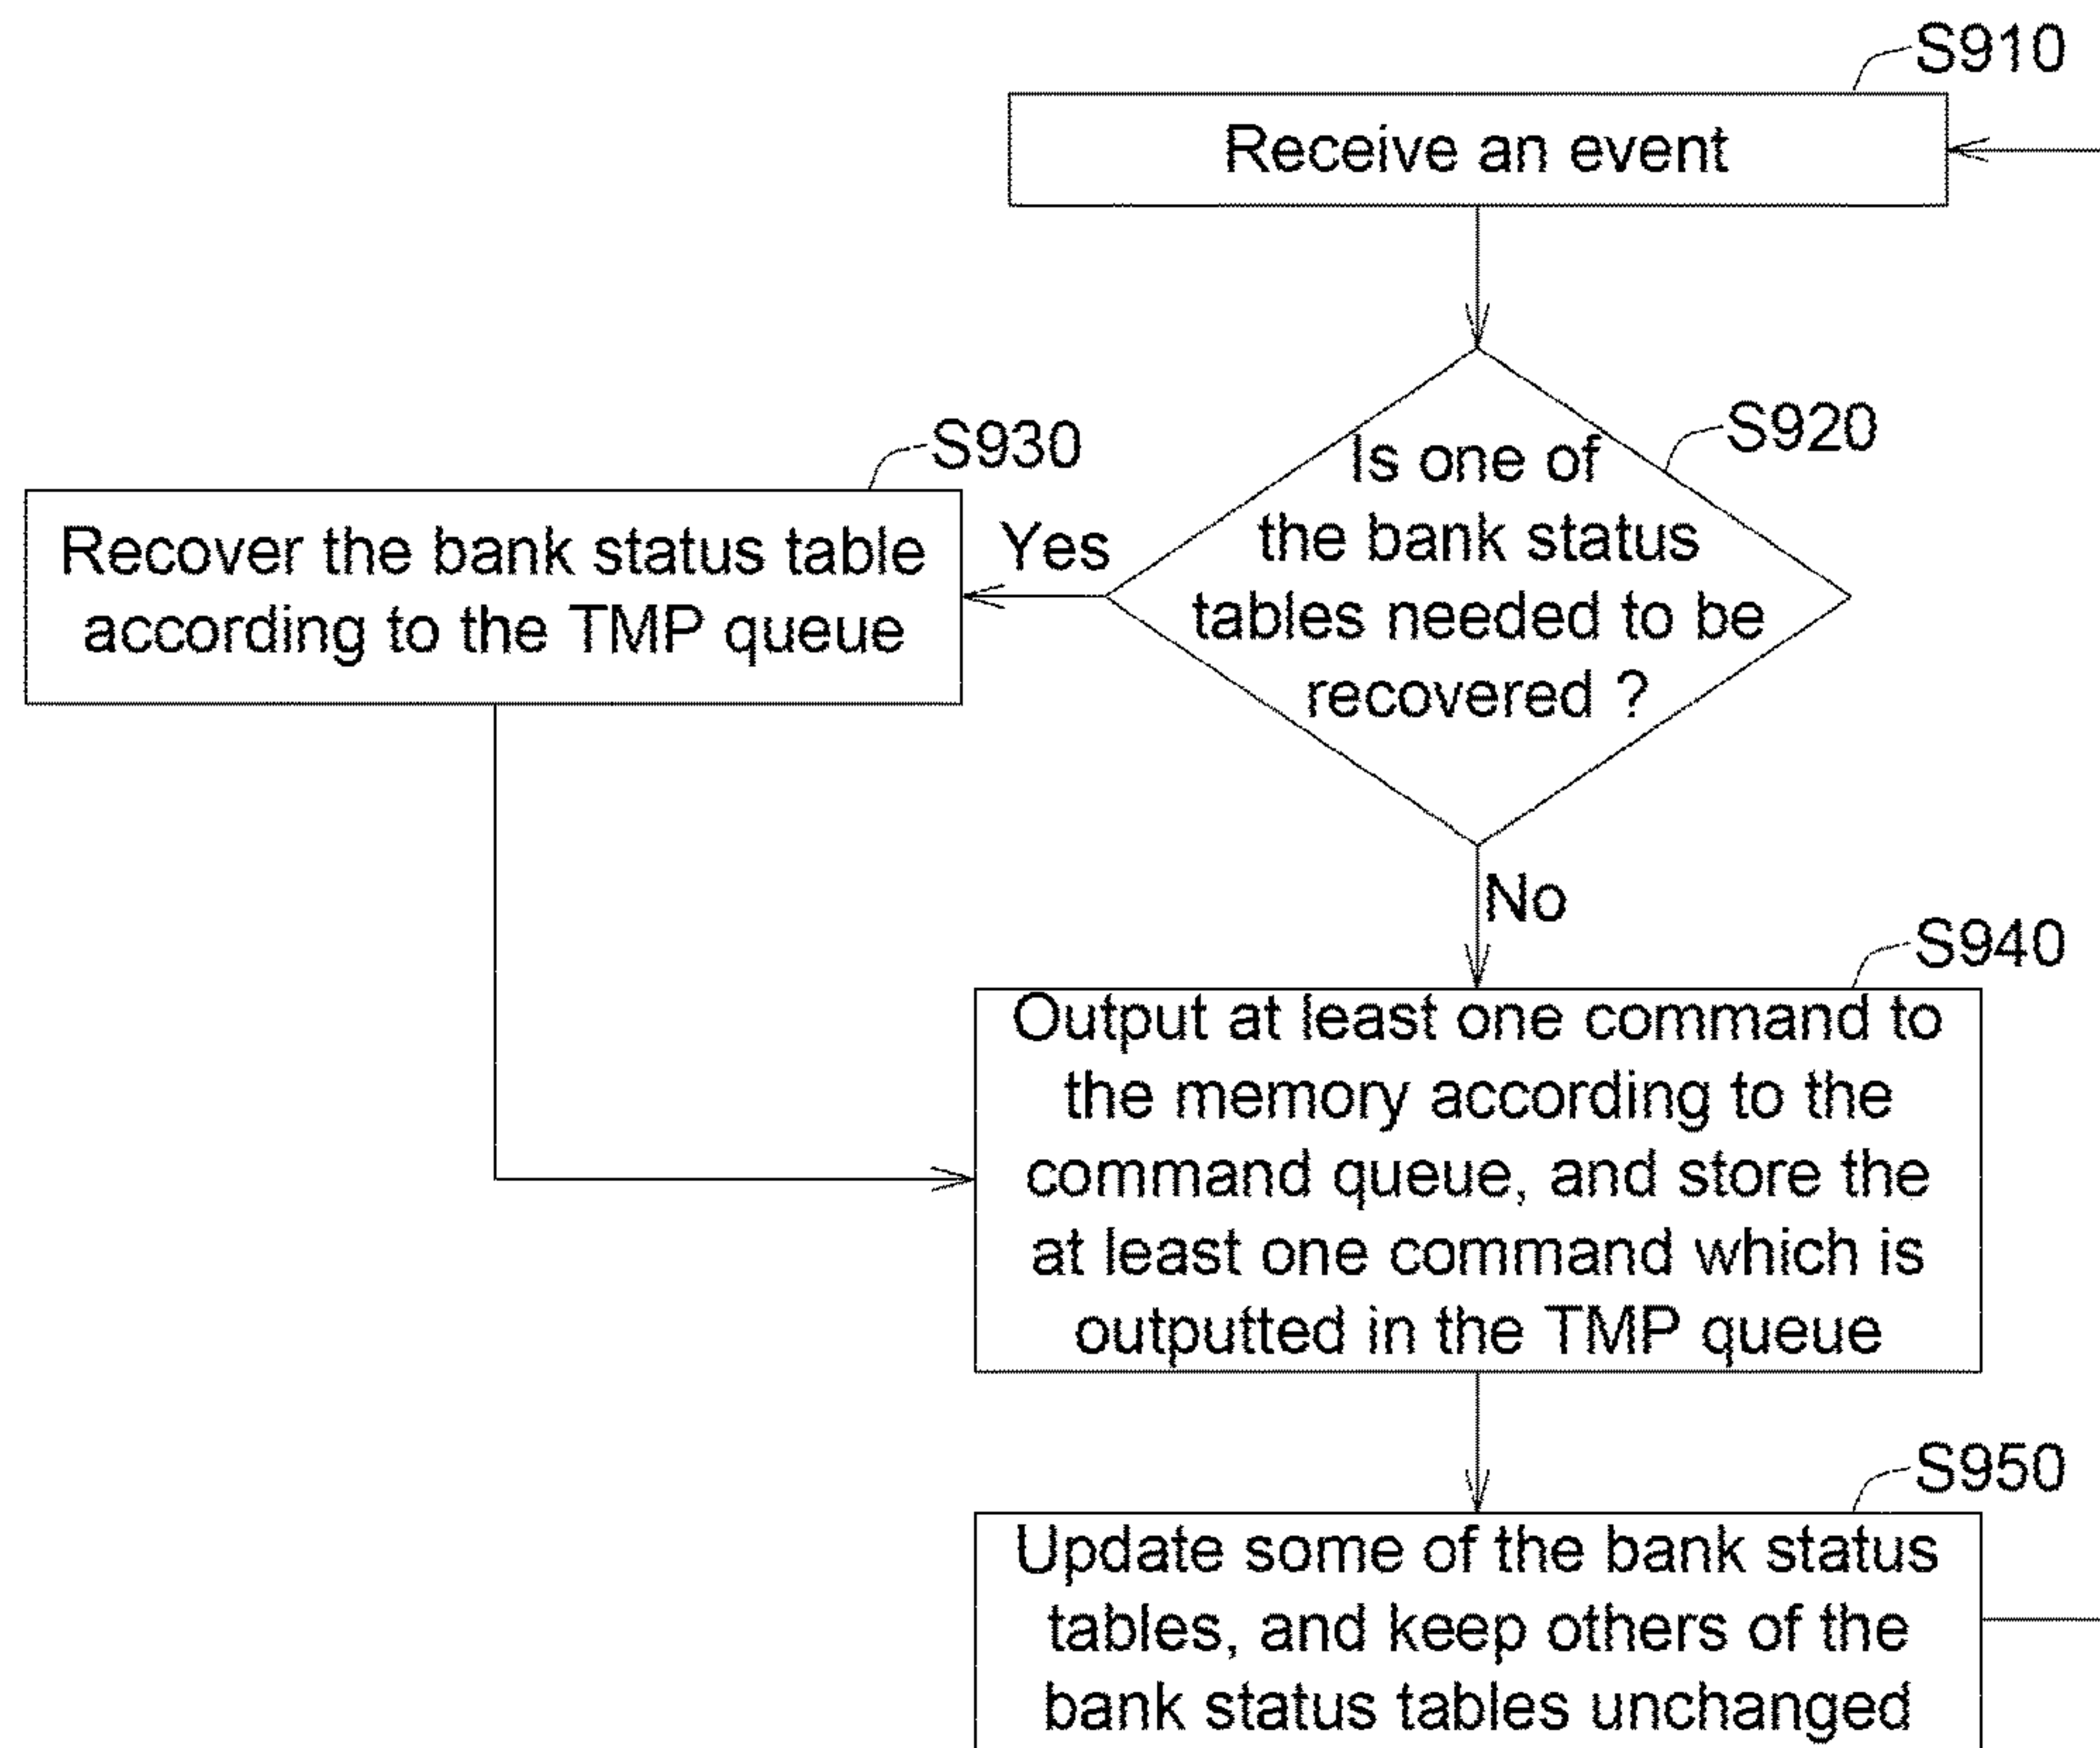 S910
Receive an event
S920
Is one of
the bank status
tables needed to be
recovered ?
S930
Yes
Recover the bank status table
according to the TMP queue
No
S940
Output at least one command to
the memory according to the
command queue, and store the
at least one command which is
outputted in the TMP queue
S950
Update some of the bank status
tables, and keep others of the
bank status tables unchanged